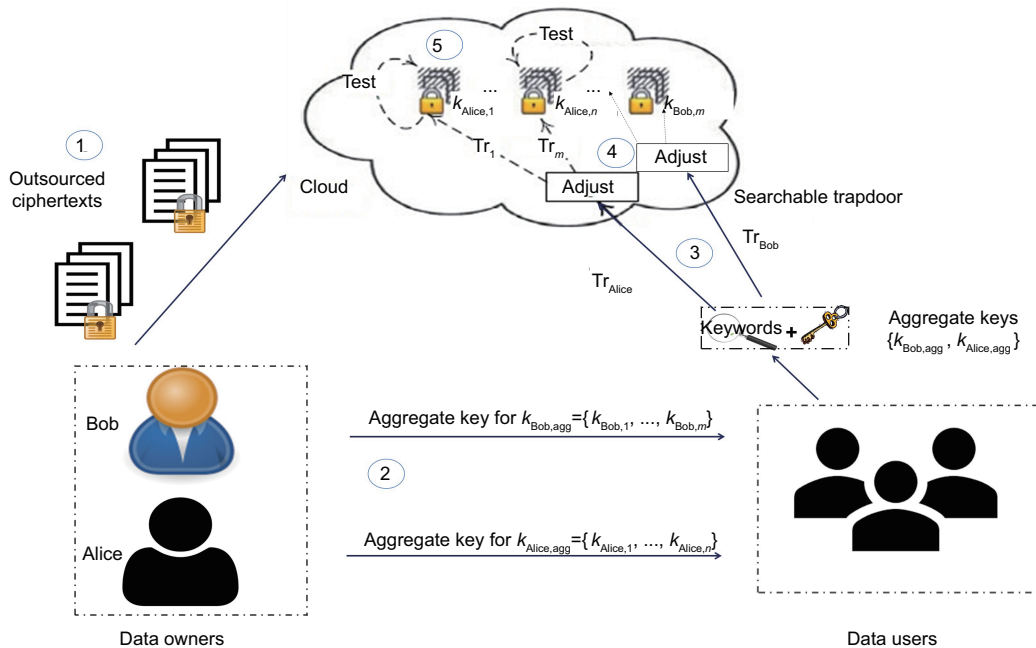 5
Test
Test
...
...
k_Alice,1
k_Alice,n
k_Bob,m
1
Outsourced
ciphertexts
Tr_1
Tr_m
4
Adjust
Adjust
Cloud
Searchable trapdoor
3
Tr_Bob
Tr_Alice
Keywords +
Aggregate keys
{k_Bob,agg , k_Alice,agg}
Bob
Aggregate key for k_Bob,agg={k_Bob,1, ..., k_Bob,m}
2
Alice
Aggregate key for k_Alice,agg={k_Alice,1, ..., k_Alice,n}
Data owners
Data users